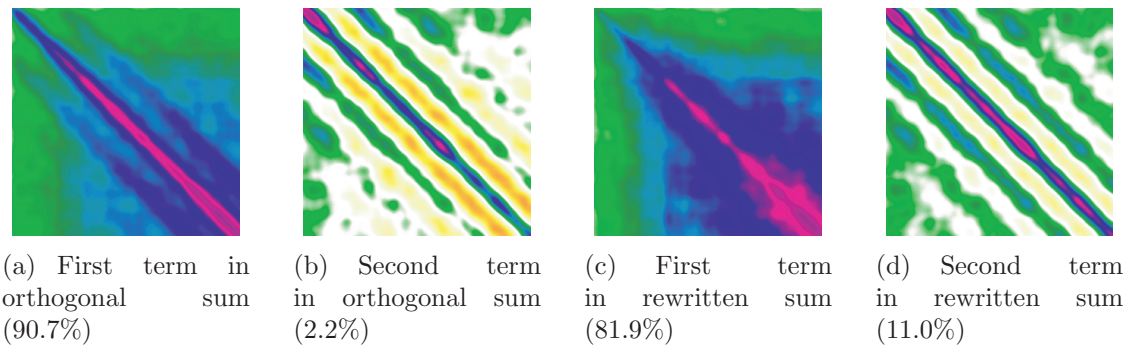 (a) First term in
orthogonal sum
(90.7%)
(b) Second term
in orthogonal sum
(2.2%)
(c) First term
in rewritten sum
(81.9%)
(d) Second term
in rewritten sum
(11.0%)